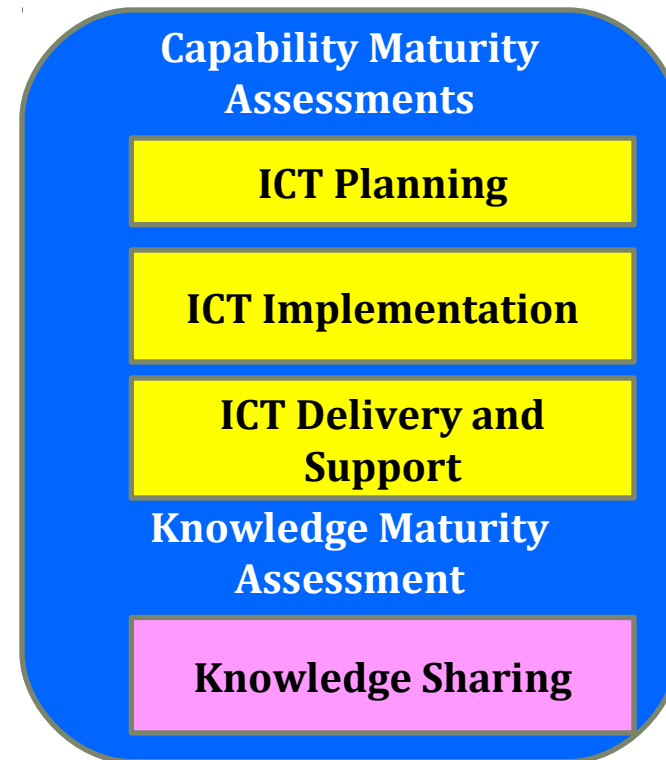 Capability Maturity
Assessments
ICT Planning
ICT Implementation
ICT Delivery and
Support
Knowledge Maturity
Assessment
Knowledge Sharing